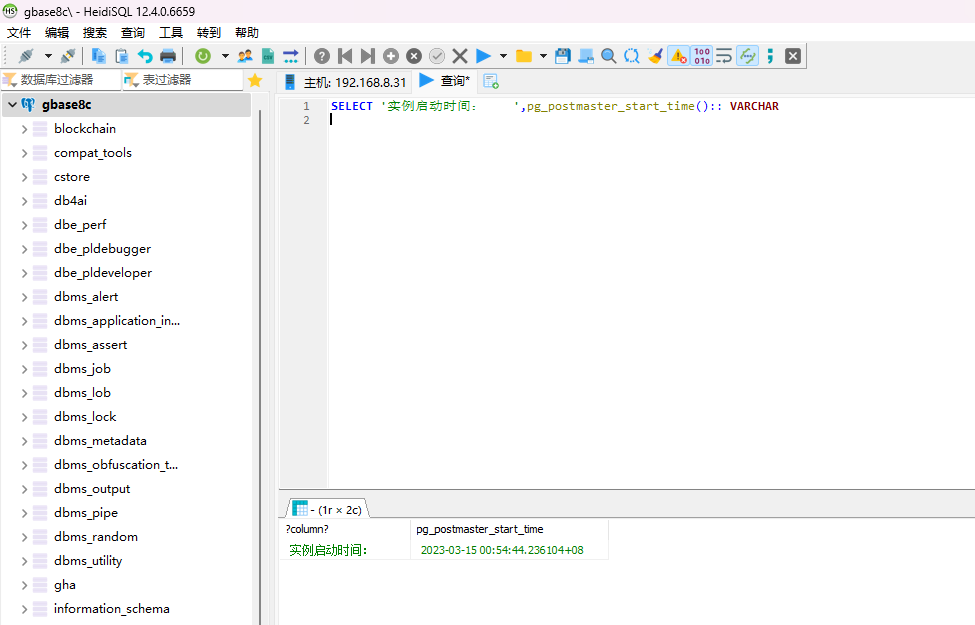 gbase8c\ - HeidiSQL 12.4.0.6659
文件 编辑 搜索 查询 工具 转到 帮助
数据库过滤器 表过滤器
主机: 192.168.8.31 查询*
gbase8c
blockchain
compat_tools
cstore
db4ai
dbe_perf
dbe_pldebugger
dbe_pldeveloper
dbms_alert
dbms_application_in...
dbms_assert
dbms_job
dbms_lob
dbms_lock
dbms_metadata
dbms_obfuscation_t...
dbms_output
dbms_pipe
dbms_random
dbms_utility
gha
information_schema
1 SELECT '实例启动时间:     ',pg_postmaster_start_time():: VARCHAR
2
- (1r × 2c)
?column? pg_postmaster_start_time
实例启动时间: 2023-03-15 00:54:44.236104+08